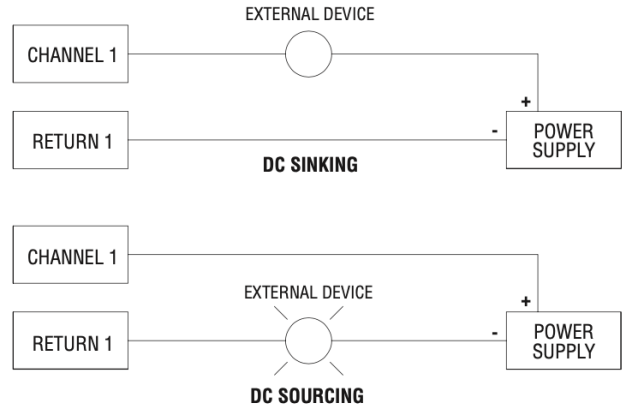 EXTERNAL DEVICE
CHANNEL 1
+
-
RETURN 1
POWER
SUPPLY
DC SINKING
CHANNEL 1
EXTERNAL DEVICE
+
-
RETURN 1
POWER
SUPPLY
DC SOURCING